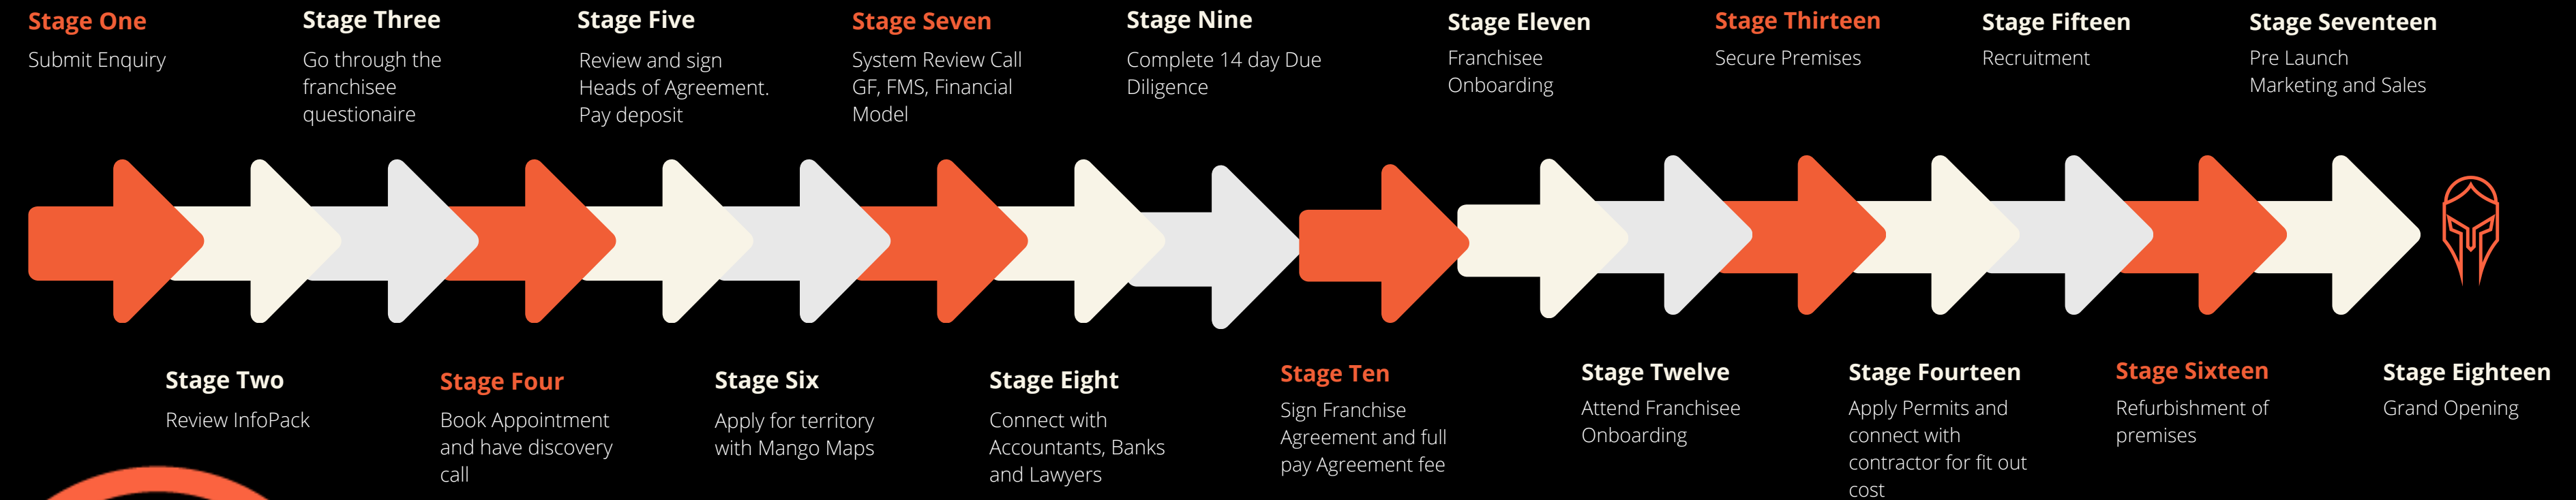 Stage One
Submit Enquiry
Stage Two
Review InfoPack
Stage Three
Go through the
franchisee
questionaire
Stage Four
Book Appointment
and have discovery
call
Stage Five
Review and sign
Heads of Agreement.
Pay deposit
Stage Six
Apply for territory
with Mango Maps
Stage Seven
System Review Call
GF, FMS, Financial
Model
Stage Eight
Connect with
Accountants, Banks
and Lawyers
Stage Nine
Complete 14 day Due
Diligence
Stage Ten
Sign Franchise
Agreement and full
pay Agreement fee
Stage Eleven
Franchisee
Onboarding
Stage Twelve
Attend Franchisee
Onboarding
Stage Thirteen
Secure Premises
Stage Fourteen
Apply Permits and
connect with
contractor for fit out
cost
Stage Fifteen
Recruitment
Stage Sixteen
Refurbishment of
premises
Stage Seventeen
Pre Launch
Marketing and Sales
Stage Eighteen
Grand Opening